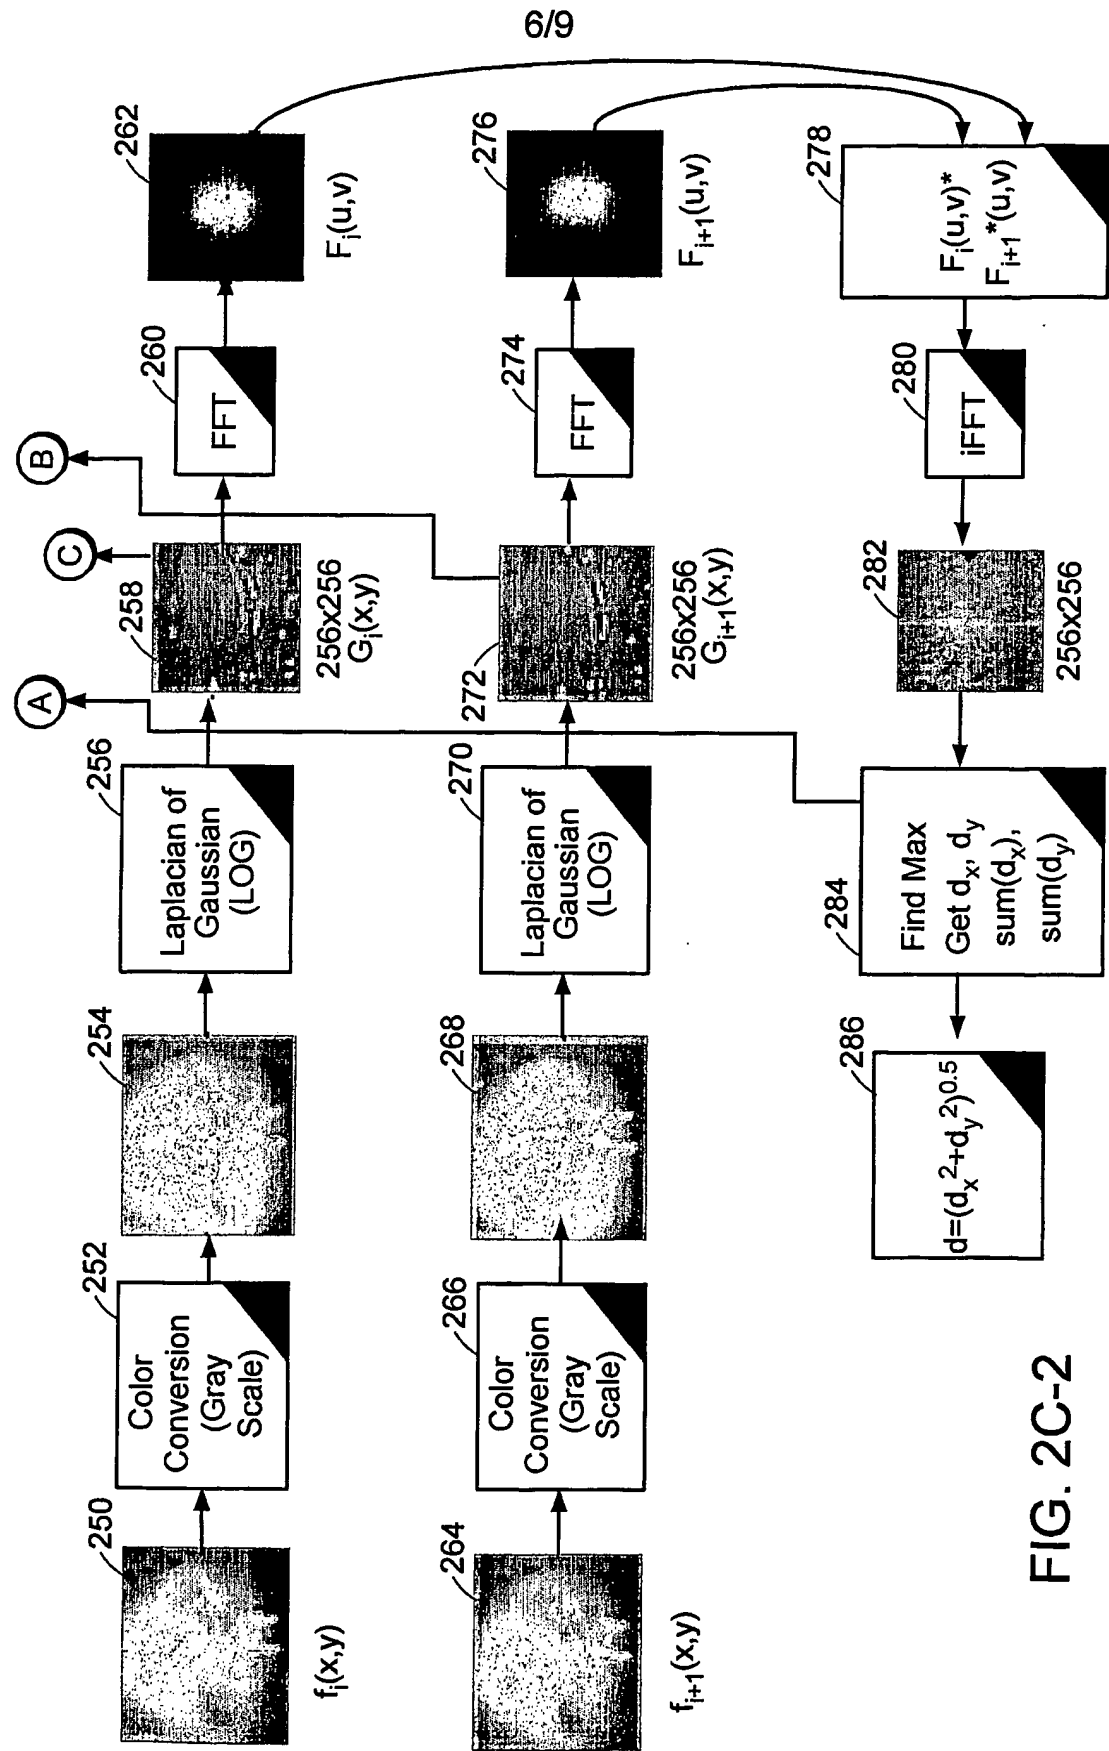 6/9
A
C
B
250
f_i(x,y)
252
Color
Conversion
(Gray
Scale)
254
256
Laplacian of
Gaussian
(LOG)
258
256x256
G_i(x,y)
260
FFT
262
F_i(u,v)
264
f_{i+1}(x,y)
266
Color
Conversion
(Gray
Scale)
268
270
Laplacian of
Gaussian
(LOG)
272
256x256
G_{i+1}(x,y)
274
FFT
276
F_{i+1}(u,v)
286
d=(d_x^2+d_y^2)^{0.5}
284
Find Max
Get d_x, d_y
sum(d_x),
sum(d_y)
282
256x256
280
iFFT
278
F_i(u,v)*
F_{i+1}*(u,v)
FIG. 2C-2